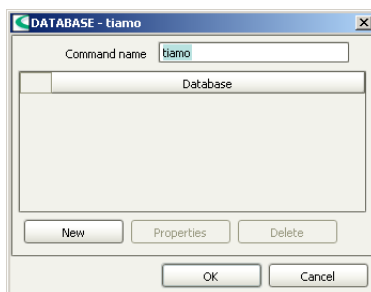 DATABASE - tiamo
Command name tiamo
Database
New Properties Delete
OK Cancel